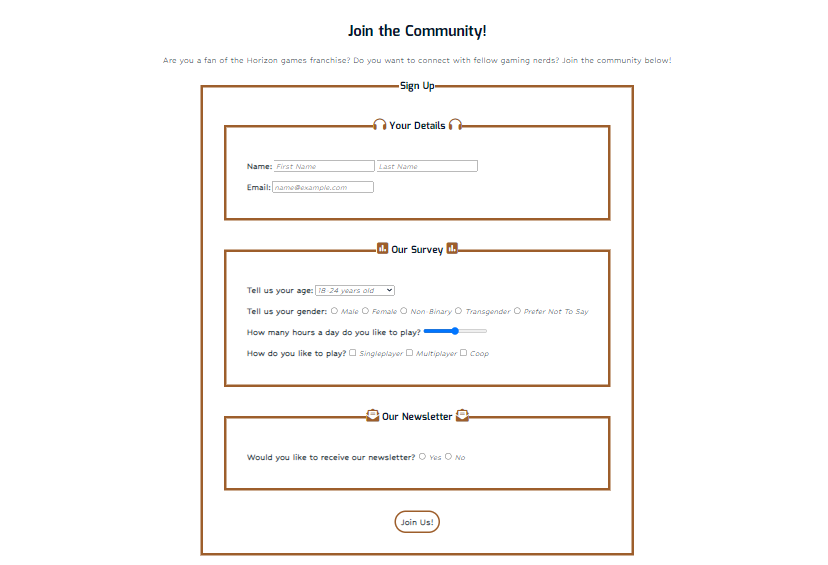 Join the Community!
Are you a fan of the Horizon games franchise? Do you want to connect with fellow gaming nerds? Join the community below!
Sign Up
Your Details
Name: First Name Last Name
Email: name@example.com
Our Survey
Tell us your age: 18-24 years old
Tell us your gender: Male Female Non-Binary Transgender Prefer Not To Say
How many hours a day do you like to play?
How do you like to play? Singleplayer Multiplayer Coop
Our Newsletter
Would you like to receive our newsletter? Yes No
Join Us!